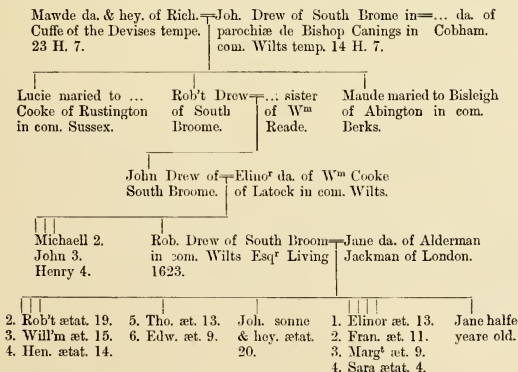 Mawde da. & hey. of Rich.
Cuffe of the Devises tempe.
23 H. 7.
Joh. Drew of South Brome in
parochiæ de Bishop Canings in
com. Wilts temp. 14 H. 7.
... da. of
Cobham.
Lucie maried to ...
Cooke of Rustington
in com. Sussex.
Rob't Drew
of South
Broome.
... sister
of Wᵐ
Reade.
Maude maried to Bisleigh
of Abington in com.
Berks.
John Drew of
South Broome.
Elinoʳ da. of Wᵐ Cooke
of Latock in com. Wilts.
Michaell 2.
John 3.
Henry 4.
Rob. Drew of South Broom
in com. Wilts Esqʳ Living
1623.
Jane da. of Alderman
Jackman of London.
2. Rob't ætat. 19.
3. Will'm æt. 15.
4. Hen. ætat. 14.
5. Tho. æt. 13.
6. Edw. æt. 9.
Joh. sonne
& hey. ætat.
20.
1. Elinor æt. 13.
2. Fran. æt. 11.
3. Margᵗ æt. 9.
4. Sara ætat. 4.
Jane halfe
yeare old.